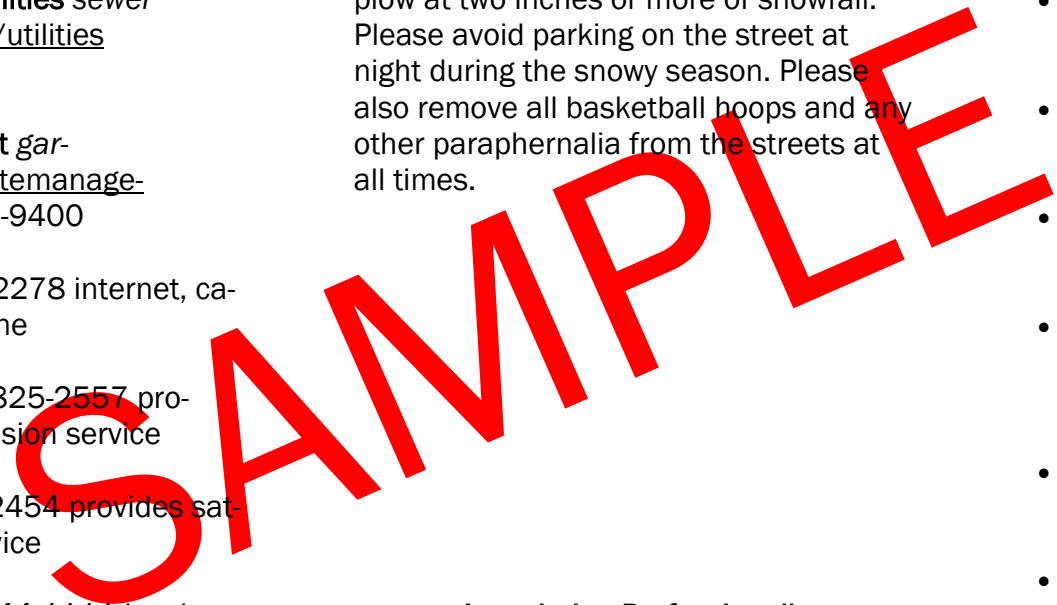 ilities sewer
/utilities
t gar-
temanage-
-9400
2278 internet, ca-
ne
325-2557 pro-
sion service
2454 provides sat-
vice
plow at two inches or more of snowfall.
Please avoid parking on the street at
night during the snowy season. Please
also remove all basketball hoops and any
other paraphernalia from the streets at
all times.
SAMPLE